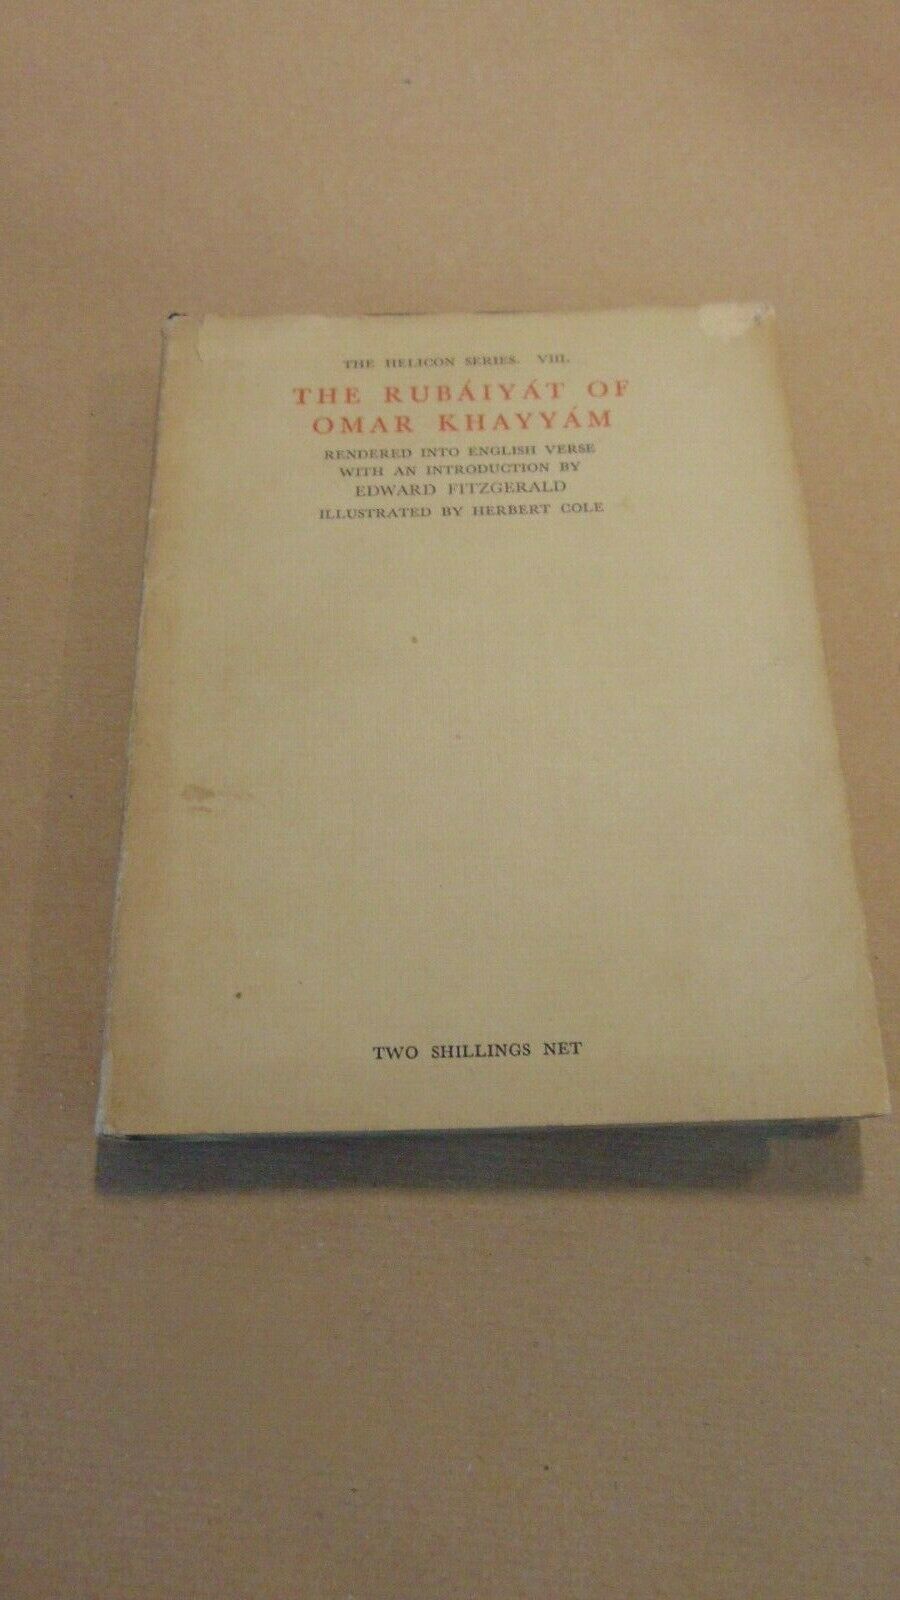 THE HELICON SERIES. VIII.
THE RUBÁIYÁT OF
OMAR KHAYYÁM
RENDERED INTO ENGLISH VERSE
WITH AN INTRODUCTION BY
EDWARD FITZGERALD
ILLUSTRATED BY HERBERT COLE
TWO SHILLINGS NET